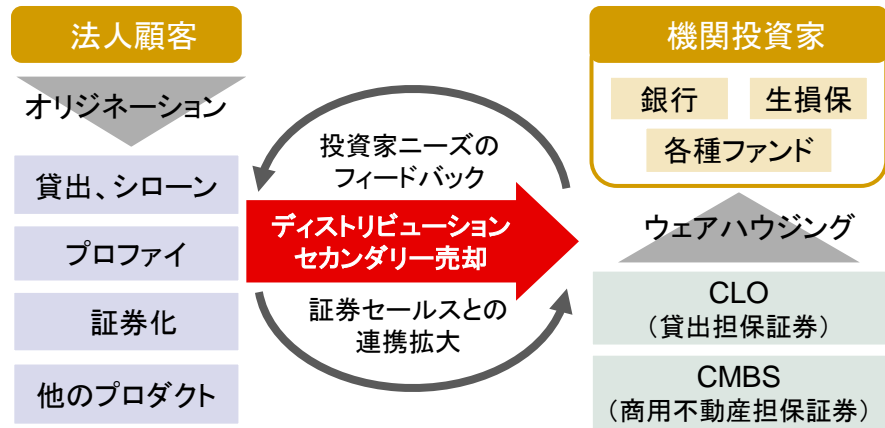 法人顧客
オリジネーション
貸出、シローン
プロファイ
証券化
他のプロダクト
投資家ニーズの
フィードバック
ディストリビューション
セカンダリー売却
証券セールスとの
連携拡大
機関投資家
銀行
生損保
各種ファンド
ウェアハウジング
CLO
（貸出担保証券）
CMBS
（商用不動産担保証券）